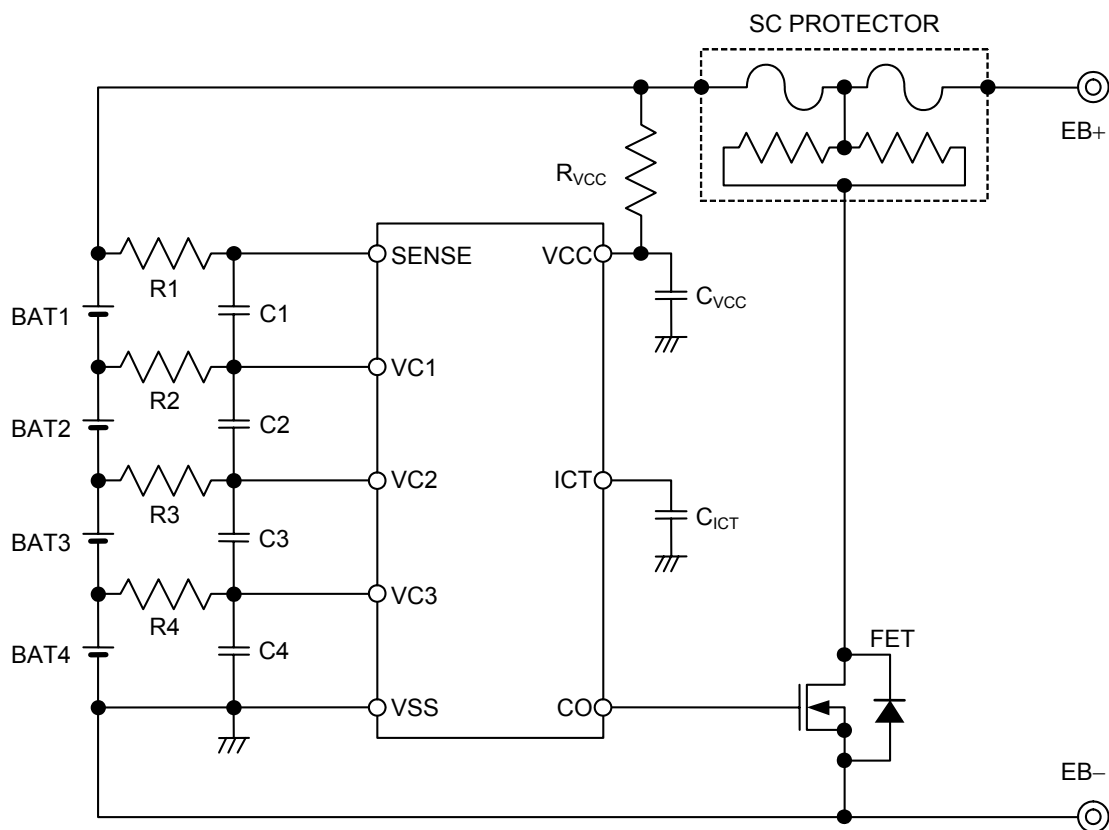 SC PROTECTOR
EB+
RVCC
SENSE
VCC
R1
BAT1
C1
CVCC
VC1
R2
BAT2
C2
VC2
ICT
R3
CICT
BAT3
C3
VC3
R4
FET
BAT4
C4
VSS
CO
EB−